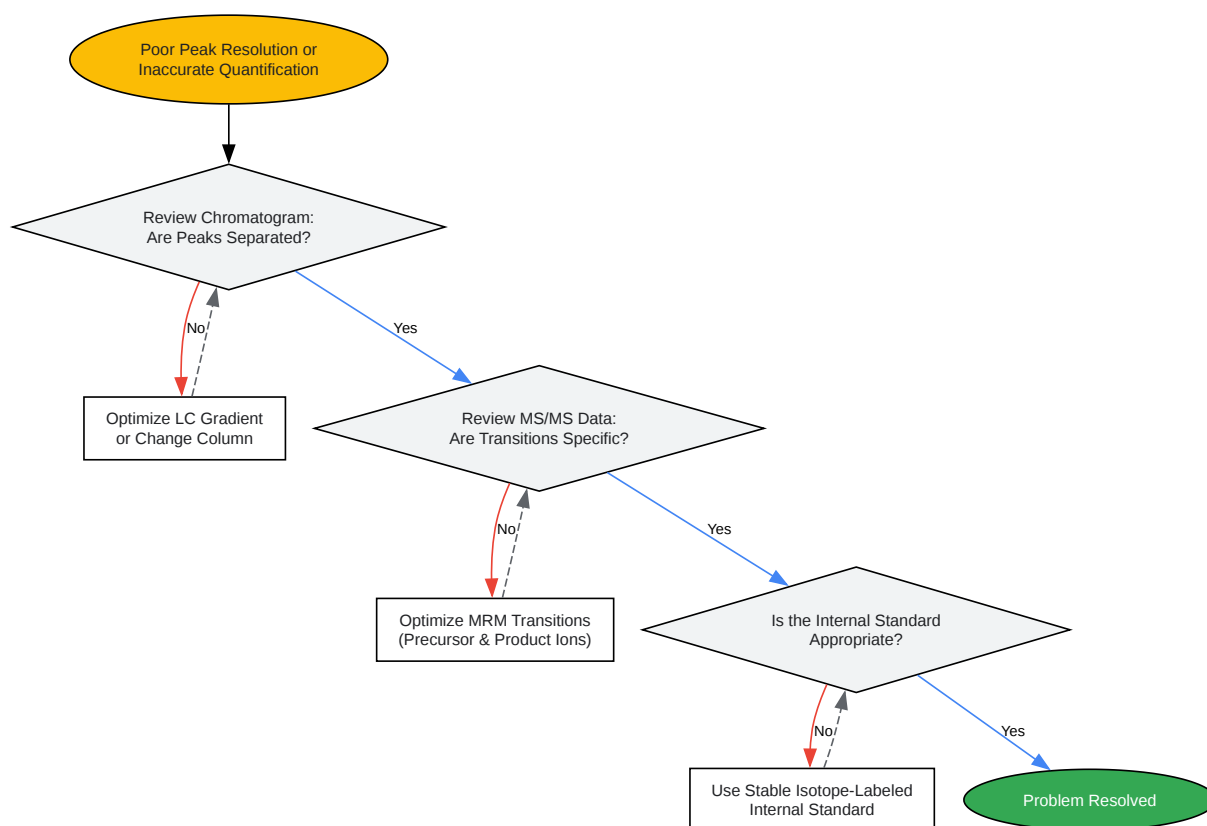 Poor Peak Resolution or
Inaccurate Quantification
Review Chromatogram:
Are Peaks Separated?
No
Yes
Optimize LC Gradient
or Change Column
Review MS/MS Data:
Are Transitions Specific?
No
Yes
Optimize MRM Transitions
(Precursor & Product Ions)
Is the Internal Standard
Appropriate?
No
Yes
Use Stable Isotope-Labeled
Internal Standard
Problem Resolved